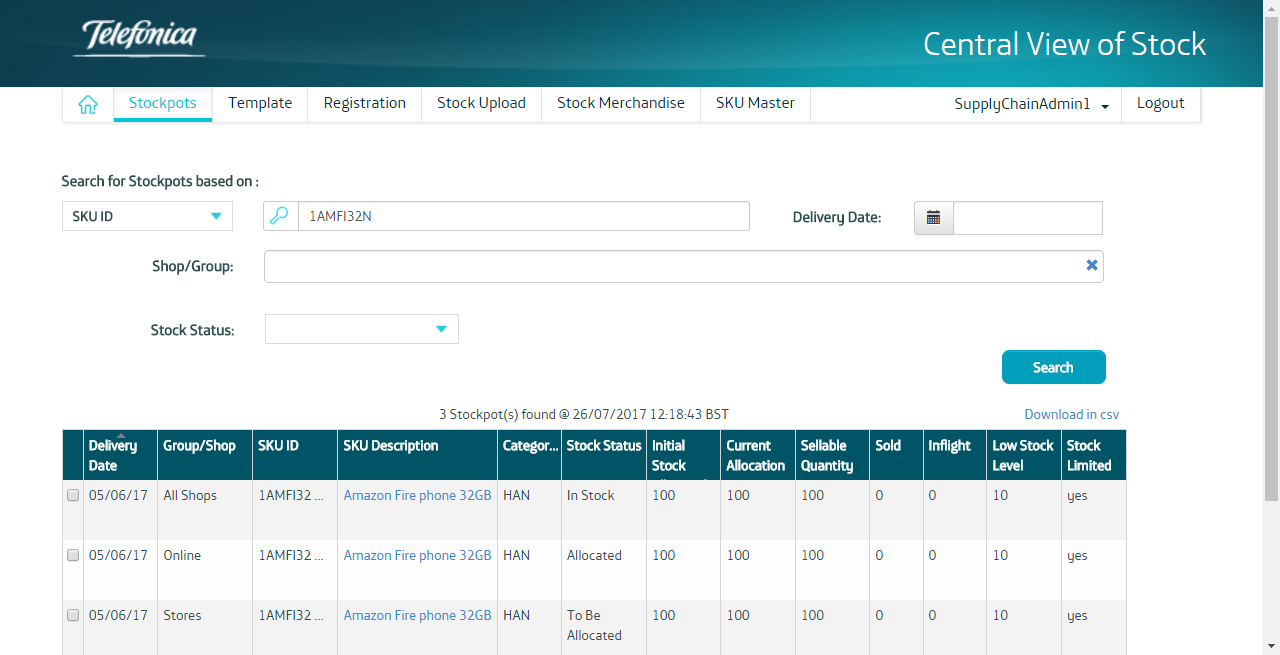 Telefónica
Central View of Stock
Stockpots Template Registration Stock Upload Stock Merchandise SKU Master SupplyChainAdmin1 Logout
Search for Stockpots based on :
SKU ID 1AMFI32N Delivery Date:
Shop/Group:
Stock Status:
Search
3 Stockpot(s) found @ 26/07/2017 12:18:43 BST Download in csv
Delivery Group/Shop SKU ID SKU Description Categor... Stock Status Initial Current Sellable Sold Inflight Low Stock Stock
Date Stock Allocation Quantity Level Limited
05/06/17 All Shops 1AMFI32 ... Amazon Fire phone 32GB HAN In Stock 100 100 100 0 0 10 yes
05/06/17 Online 1AMFI32 ... Amazon Fire phone 32GB HAN Allocated 100 100 100 0 0 10 yes
05/06/17 Stores 1AMFI32 ... Amazon Fire phone 32GB HAN To Be 100 100 100 0 0 10 yes
Allocated